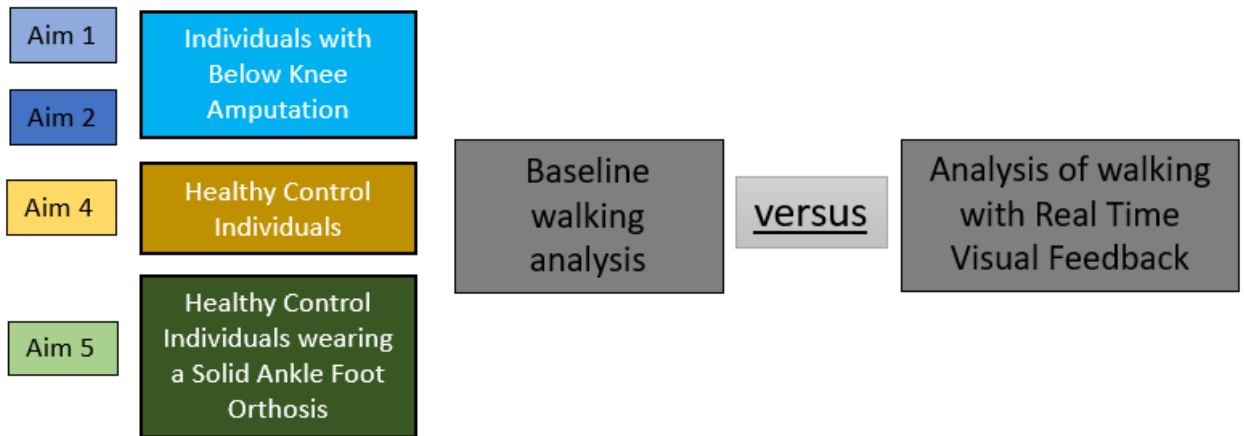 Aim 1
Individuals with
Below Knee
Amputation
Aim 2
Aim 4
Healthy Control
Individuals
Aim 5
Healthy Control
Individuals wearing
a Solid Ankle Foot
Orthosis
Baseline
walking
analysis
versus
Analysis of walking
with Real Time
Visual Feedback